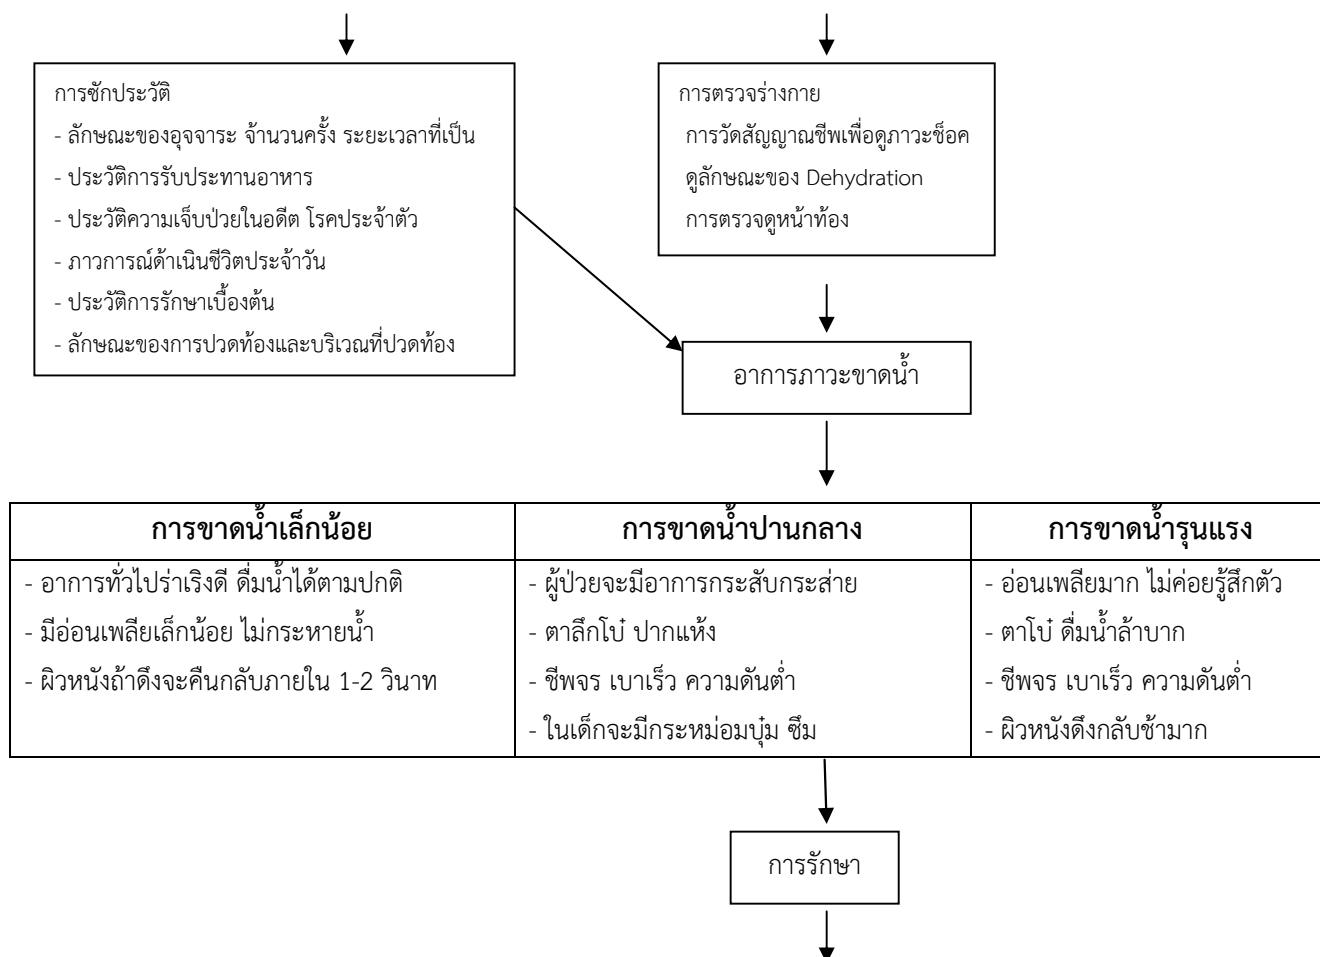 การซักประวัติ
- ลักษณะของอุจจาระ จ้านวนครั้ง ระยะเวลาที่เป็น
- ประวัติการรับประทานอาหาร
- ประวัติความเจ็บป่วยในอดีต โรคประจ้าตัว
- ภาวการณ์ด้าเนินชีวิตประจ้าวัน
- ประวัติการรักษาเบื้องต้น
- ลักษณะของการปวดท้องและบริเวณที่ปวดท้อง
การตรวจร่างกาย
การวัดสัญญาณชีพเพื่อดูภาวะช็อค
ดูลักษณะของ Dehydration
การตรวจดูหน้าท้อง
อาการภาวะขาดน้ำ
การขาดน้ำเล็กน้อย
- อาการทั่วไปร่าเริงดี ดื่มน้ำได้ตามปกติ
- มีอ่อนเพลียเล็กน้อย ไม่กระหายน้ำ
- ผิวหนังถ้าดึงจะคืนกลับภายใน 1-2 วินาท
การขาดน้ำปานกลาง
- ผู้ป่วยจะมีอาการกระสับกระส่าย
- ตาลึกโบ๋ ปากแห้ง
- ชีพจร เบาเร็ว ความดันต่ำ
- ในเด็กจะมีกระหม่อมบุ๋ม ซึม
การขาดน้ำรุนแรง
- อ่อนเพลียมาก ไม่ค่อยรู้สึกตัว
- ตาโบ๋ ดื่มน้ำล้าบาก
- ชีพจร เบาเร็ว ความดันต่ำ
- ผิวหนังดึงกลับช้ามาก
การรักษา